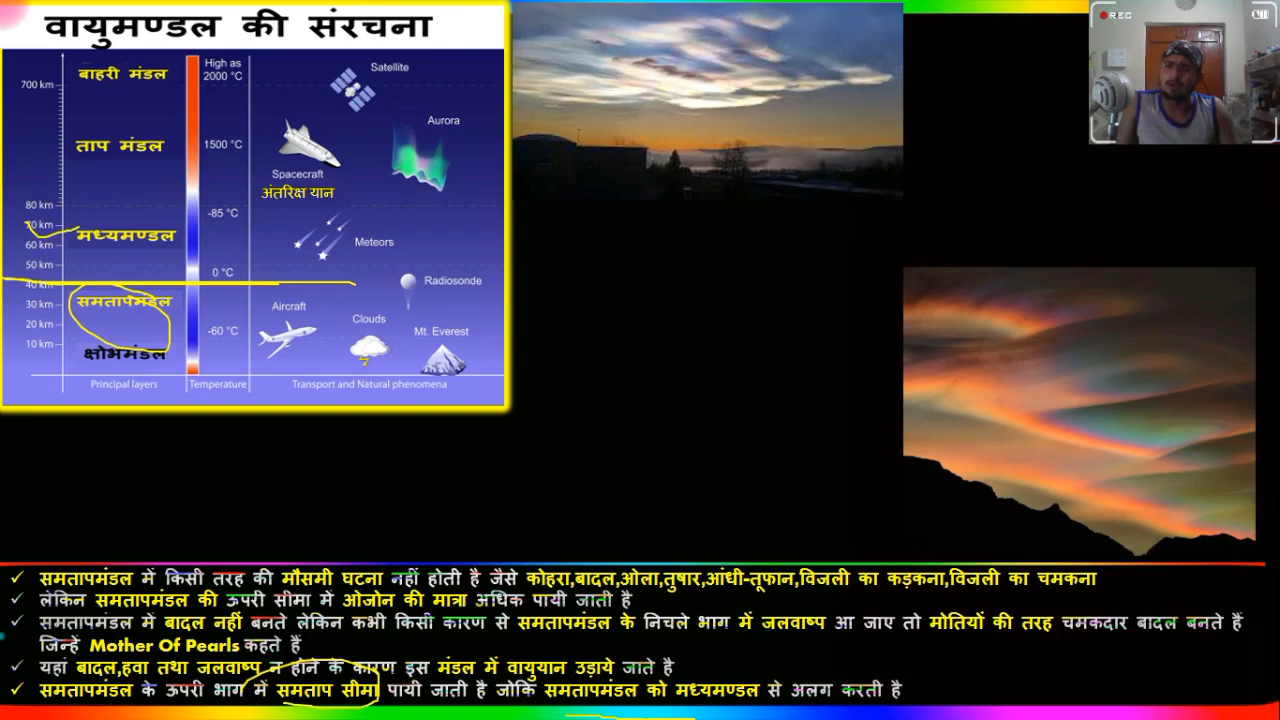 वायुमण्डल की संरचना
REC
High as
2000 °C
Satellite
बाहरी मंडल
700 km
Aurora
ताप मंडल
1500 °C
Spacecraft
अंतरिक्ष यान
80 km
-85 °C
70 km
मध्यमण्डल
60 km
Meteors
50 km
0 °C
40 km
Radiosonde
30 km
समतापमंडल
Aircraft
Clouds
20 km
-60 °C
Mt. Everest
10 km
क्षोभमंडल
Principal layers
Temperature
Transport and Natural phenomena
✓ समतापमंडल में किसी तरह की मौसमी घटना नहीं होती है जैसे कोहरा,बादल,ओला,तुषार,आंधी-तूफान,विजली का कड़कना,विजली का चमकना
✓ लेकिन समतापमंडल की ऊपरी सीमा में ओजोन की मात्रा अधिक पायी जाती है
✓ समतापमंडल में बादल नहीं बनते लेकिन कभी किसी कारण से समतापमंडल के निचले भाग में जलवाष्प आ जाए तो मोतियों की तरह चमकदार बादल बनते हैं
जिन्हें Mother Of Pearls कहते हैं
✓ यहां बादल,हवा तथा जलवाष्प न होने के कारण इस मंडल में वायुयान उड़ाये जाते है
✓ समतापमंडल के ऊपरी भाग में समताप सीमा पायी जाती है जोकि समतापमंडल को मध्यमण्डल से अलग करती है